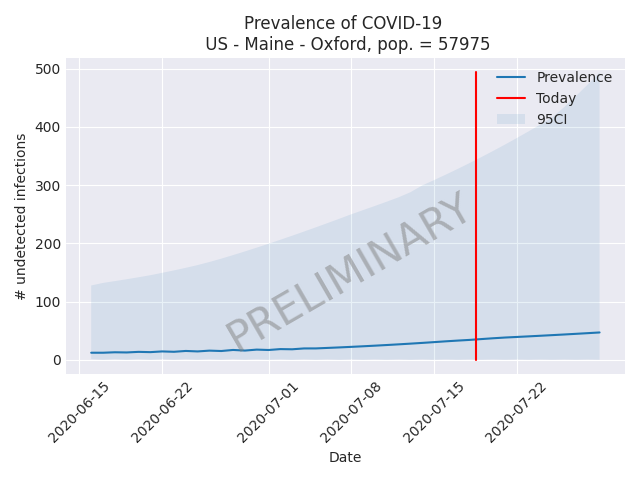 Prevalence of COVID-19
US - Maine - Oxford, pop. = 57975
# undetected infections
500
400
300
200
100
0
Prevalence
Today
95CI
PRELIMINARY
2020-06-15
2020-06-22
2020-07-01
2020-07-08
2020-07-15
2020-07-22
Date